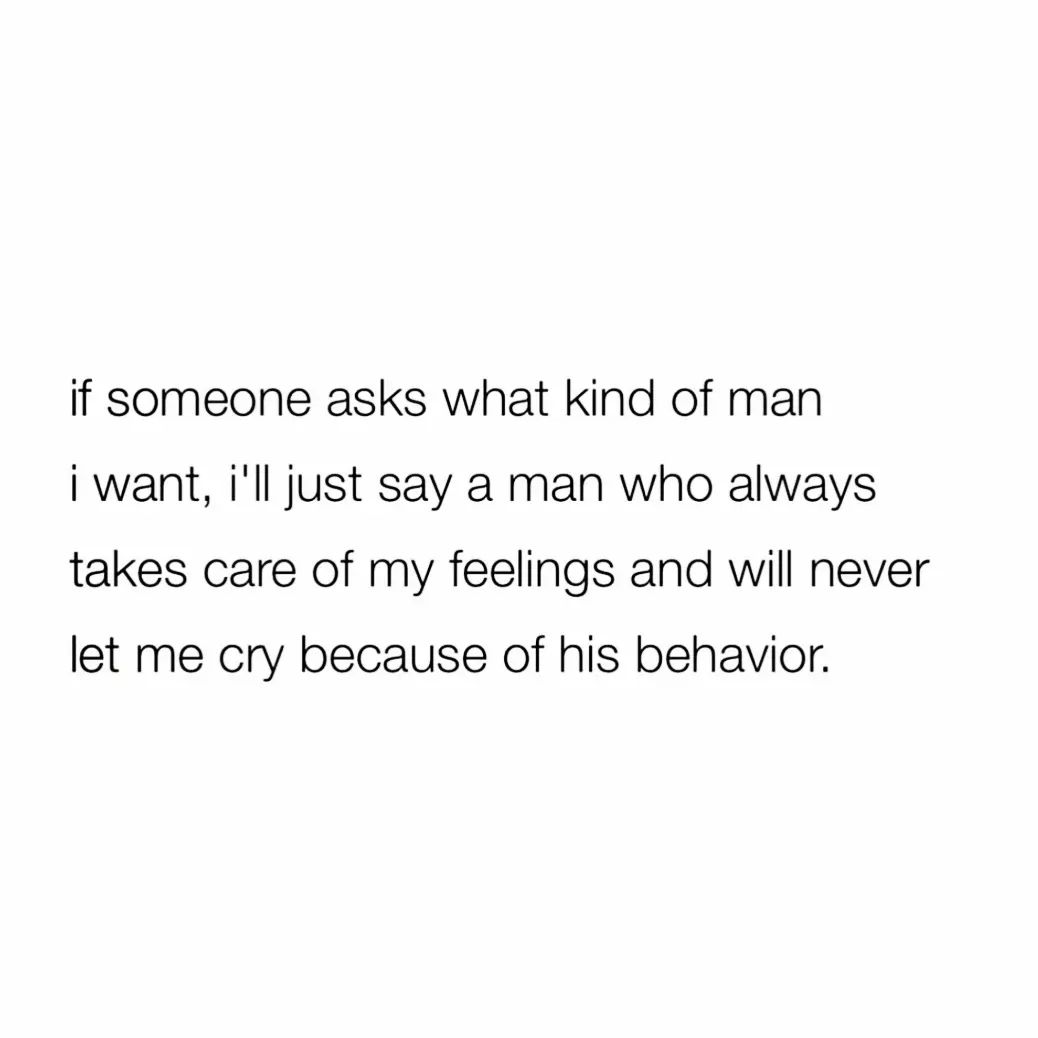 if someone asks what kind of man
i want, i'll just say a man who always
takes care of my feelings and will never
let me cry because of his behavior.